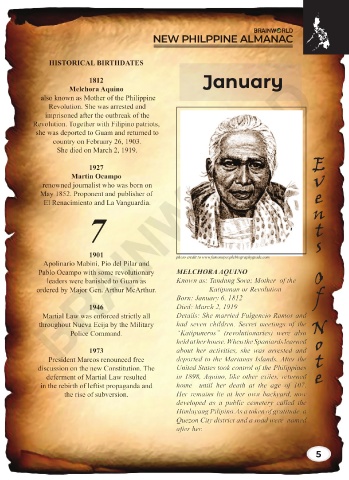 BRAINWORLD
NEW PHILPPINE ALMANAC
HISTORICAL BIRTHDATES
1812
Melchora Aquino
also known as Mother of the Philippine
Revolution. She was arrested and
imprisoned after the outbreak of the
Revolution. Together with Filipino patriots,
she was deported to Guam and returned to
country on February 26, 1903.
She died on March 2, 1919.
1927
Martin Ocampo
renowned journalist who was born on
May 1852. Proponent and publisher of
El Renacimiento and La Vanguardia.
7
1901
Apolinario Mabini, Pio del Pilar and
Pablo Ocampo with some revolutionary
leaders were banished to Guam as
ordered by Major Gen. Arthur McArthur.
1946
Martial Law was enforced strictly all
throughout Nueva Ecija by the Military
Police Command.
1973
President Marcos renounced free
discussion on the new Constitution. The
deferment of Martial Law resulted
in the rebirth of leftist propaganda and
the rise of subversion.
January
MELCHORA AQUINO
Known as: Tandang Sora; Mother of the
Katipunan or Revolution
Born: January 6, 1812
Died: March 2, 1919
Details: She married Fulgencio Ramos and
had seven children. Secret meetings of the
"Katipuneros" (revolutionaries) were also
held at her house. When the Spaniards learned
about her activities, she was arrested and
deported to the Marianas Islands. After the
United States took control of the Philippines
in 1898, Aquino, like other exiles, returned
home until her death at the age of 107.
Her remains lie at her own backyard, now
developed as a public cemetery called the
Himlayang Pilipino. As a token of gratitude a
Quezon City district and a road were named
after her.
Events Of Note
5